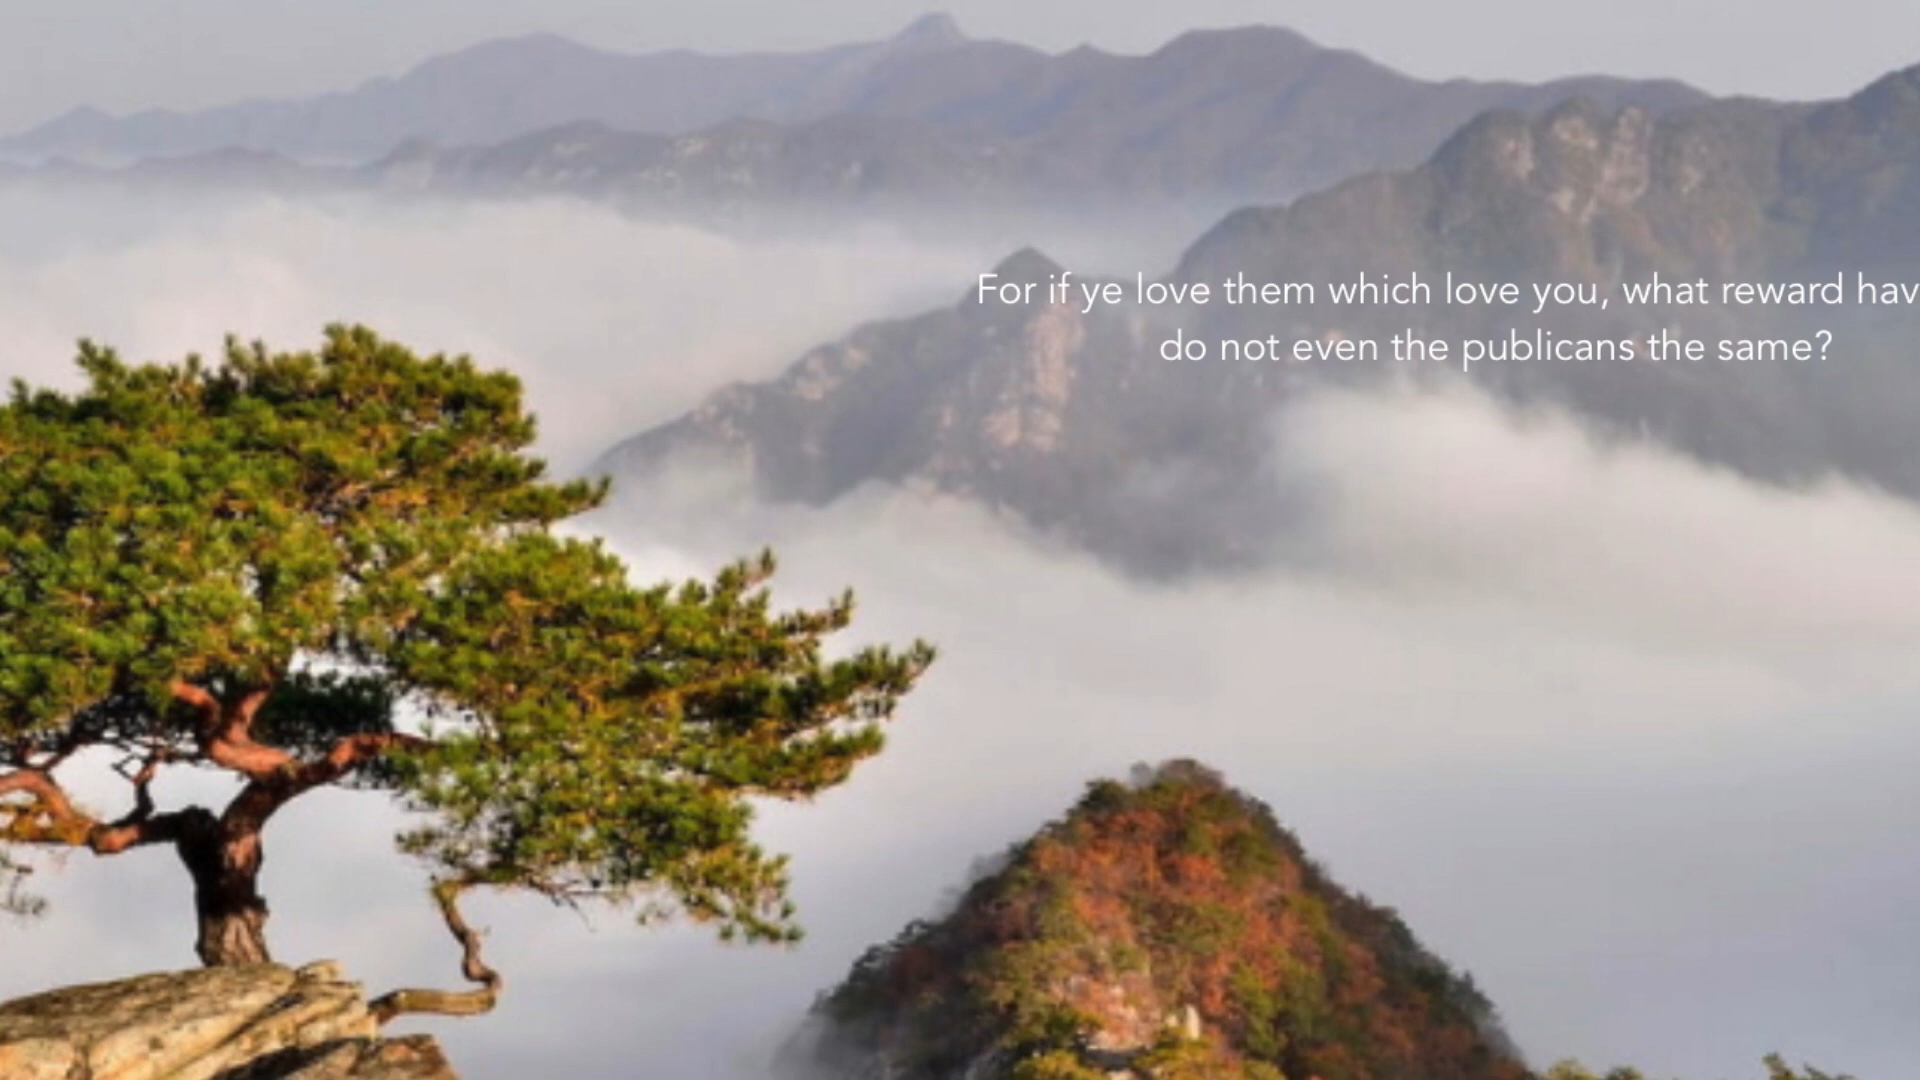 For if ye love them which love you, what reward hav
do not even the publicans the same?